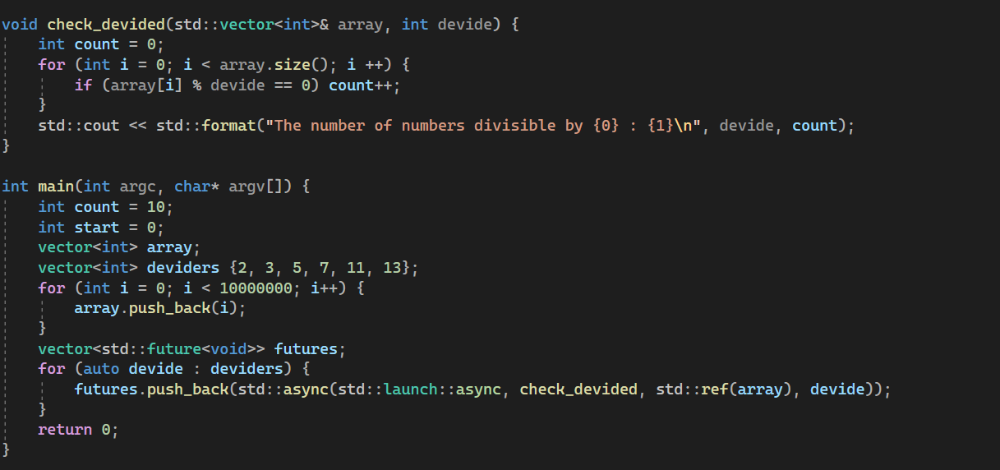 void check_devided(std::vector<int>& array, int devide) {
    int count = 0;
    for (int i = 0; i < array.size(); i ++) {
        if (array[i] % devide == 0) count++;
    }
    std::cout << std::format("The number of numbers divisible by {0} : {1}\n", devide, count);
}

int main(int argc, char* argv[]) {
    int count = 10;
    int start = 0;
    vector<int> array;
    vector<int> deviders {2, 3, 5, 7, 11, 13};
    for (int i = 0; i < 10000000; i++) {
        array.push_back(i);
    }
    vector<std::future<void>> futures;
    for (auto devide : deviders) {
        futures.push_back(std::async(std::launch::async, check_devided, std::ref(array), devide));
    }
    return 0;
}